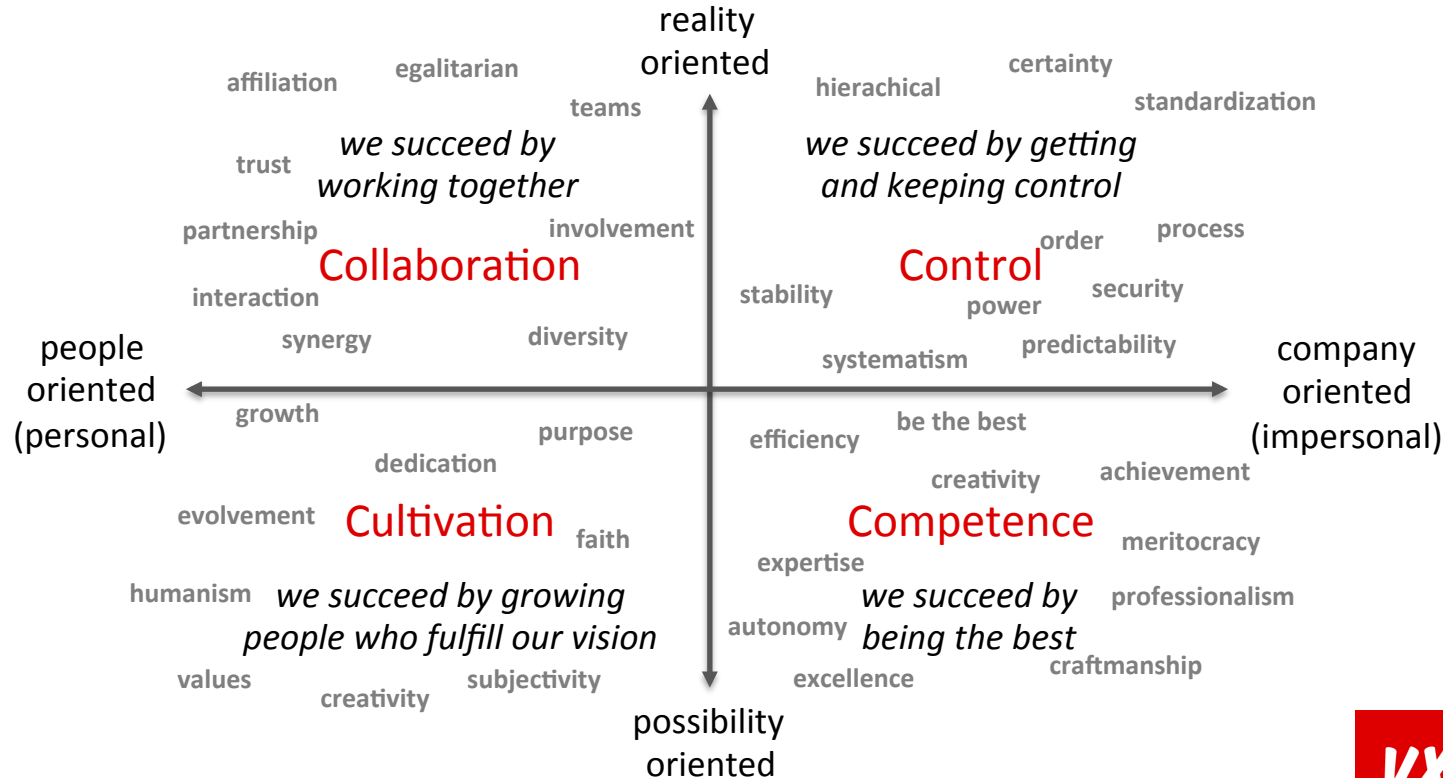 reality
oriented
affiliation
egalitarian
teams
trust
we succeed by
working together
partnership
involvement
Collaboration
interaction
synergy
diversity
hierachical
certainty
standardization
we succeed by getting
and keeping control
order
process
Control
stability
power
security
systematism
predictability
people
oriented
(personal)
company
oriented
(impersonal)
growth
purpose
dedication
evolvement
Cultivation
faith
humanism
we succeed by growing
people who fulfill our vision
values
creativity
subjectivity
efficiency
be the best
creativity
achievement
Competence
meritocracy
expertise
we succeed by
being the best
professionalism
autonomy
excellence
craftmanship
possibility
oriented